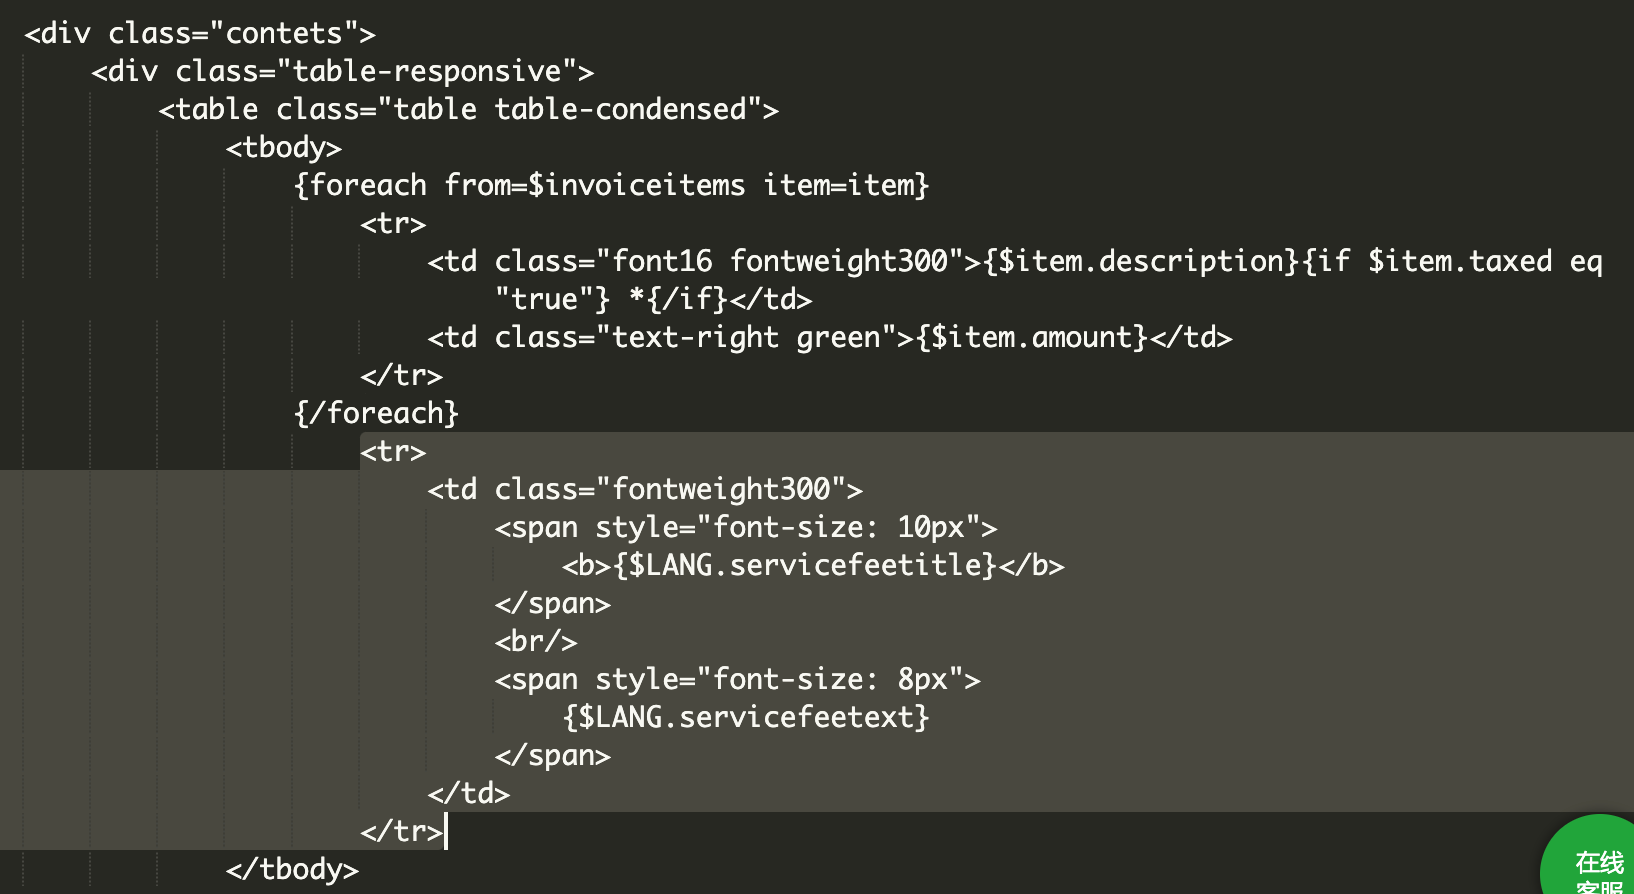 <div class="contets">
<div class="table-responsive">
<table class="table table-condensed">
<tbody>
{foreach from=$invoiceitems item=item}
<tr>
<td class="font16 fontweight300">{$item.description}{if $item.taxed eq
"true"} *{/if}</td>
<td class="text-right green">{$item.amount}</td>
</tr>
{/foreach}
<tr>
<td class="fontweight300">
<span style="font-size: 10px">
<b>{$LANG.servicefeetitle}</b>
</span>
<br/>
<span style="font-size: 8px">
{$LANG.servicefeetext}
</span>
</td>
</tr>
</tbody>
在线
客服